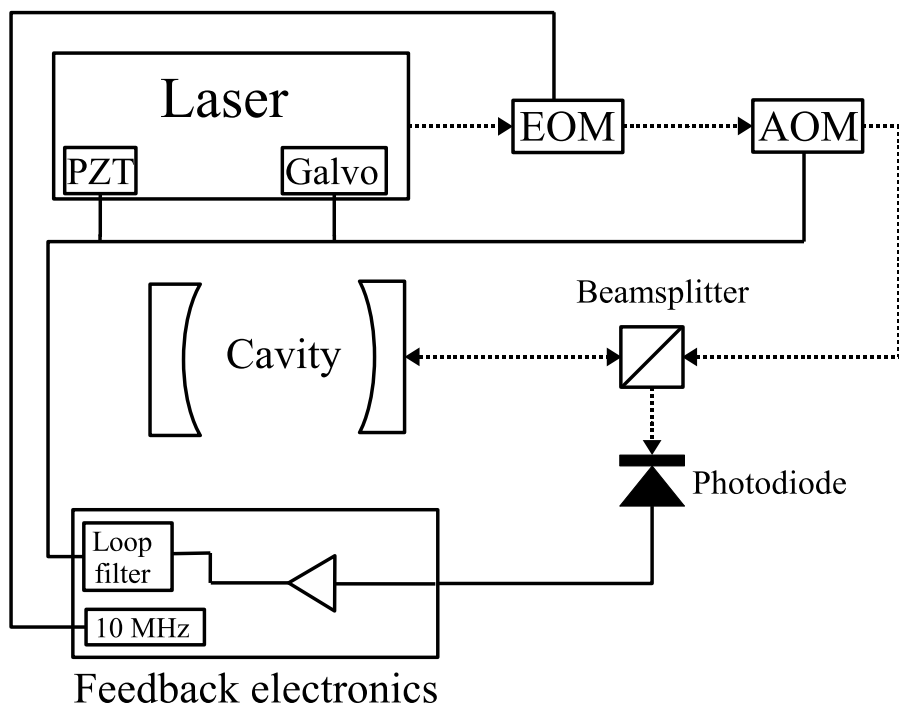 Laser
EOM
AOM
PZT
Galvo
Beamsplitter
Cavity
Photodiode
Loop
filter
10 MHz
Feedback electronics